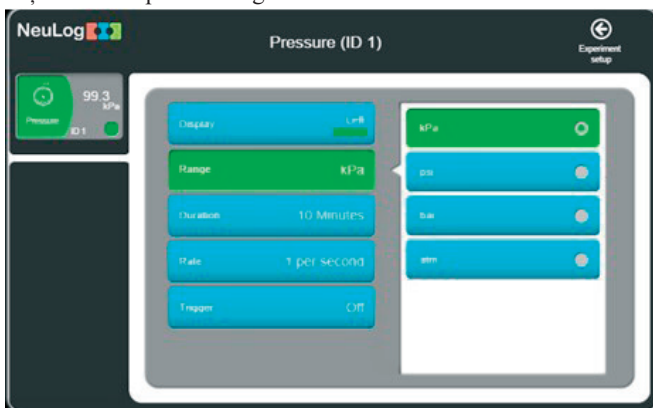 NeuLog
Pressure (ID 1)
Experiment
setup
99.3
kPa
Pressure
ID 1
Display Left
Range kPa
Duration 10 Minutes
Rate 1 per second
Trigger Off
kPa
psi
bar
atm